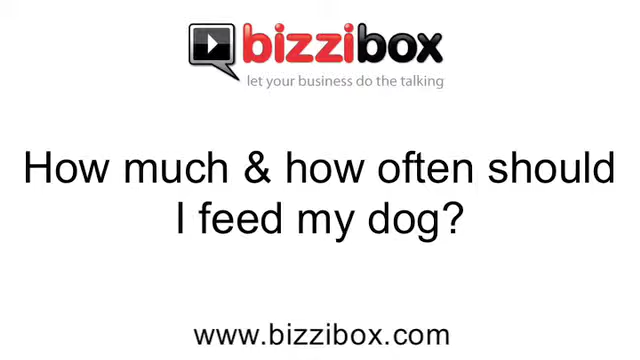 bizzibox
let your business do the talking
How much & how often should
I feed my dog?
www.bizzibox.com